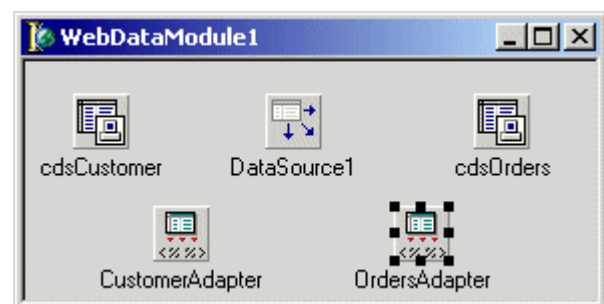 WebDataModule1
cdsCustomer DataSource1 cdsOrders
CustomerAdapter OrdersAdapter